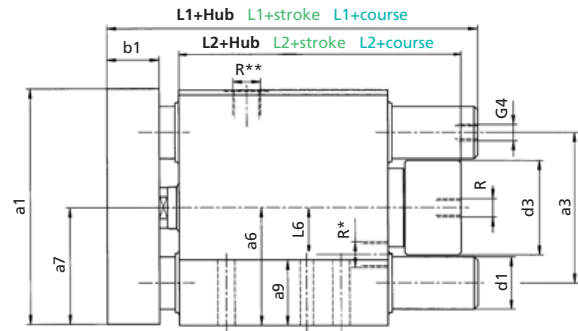 L1+Hub L1+stroke L1+course
b1
L2+Hub L2+stroke L2+course
R**
G4
a1
a7
a6
L6
R*
a9
R
d3
a3
d1